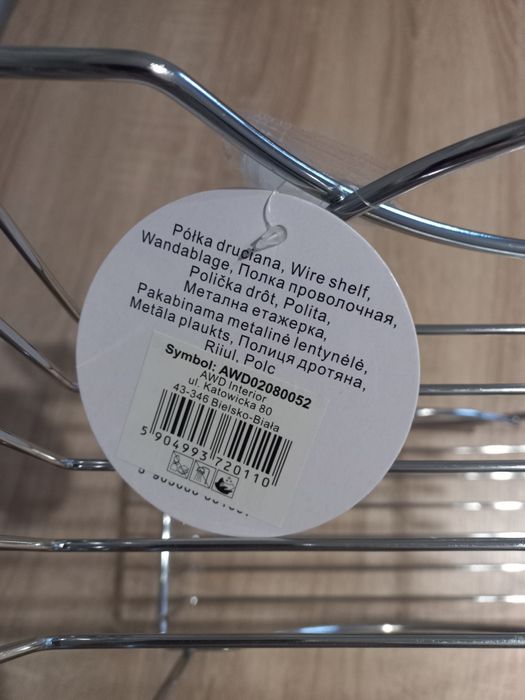 Półka druciana, Wire shelf,
Wandablage, Полка проволочная,
Polička drôt, Polita,
Метална етажерка,
Pakabinama metalinė lentynėlė,
Metāla plaukts, Полиця дротяна,
Riiul. Polc
Symbol: AWD02080052
AWD Interior
ul. Katowicka 80
43-346 Bielsko-Biała
5 904993 720110